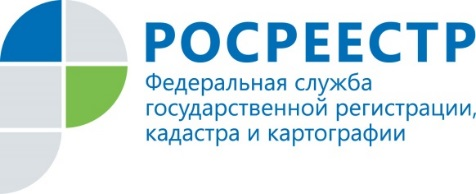 РОСРЕЕСТР
Федеральная служба
государственной регистрации,
кадастра и картографии